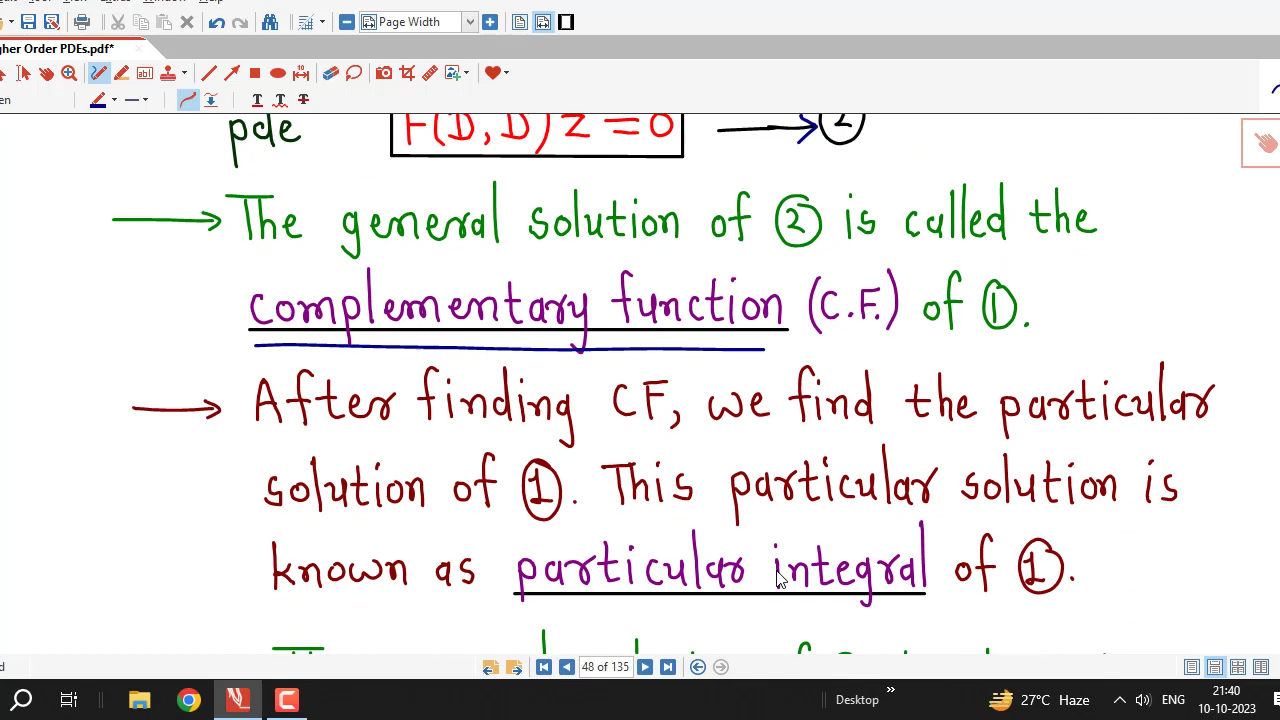 Page Width
gher Order PDEs.pdf*
en
pde F(D, D) Z = 0 ②
The general solution of ② is called the
complementary function (C.F.) of ①.
After finding CF, we find the particular
solution of ①. This particular solution is
known as particular integral of ①.
d
48 of 135
Desktop
»
27°C Haze
ENG
21:40
10-10-2023